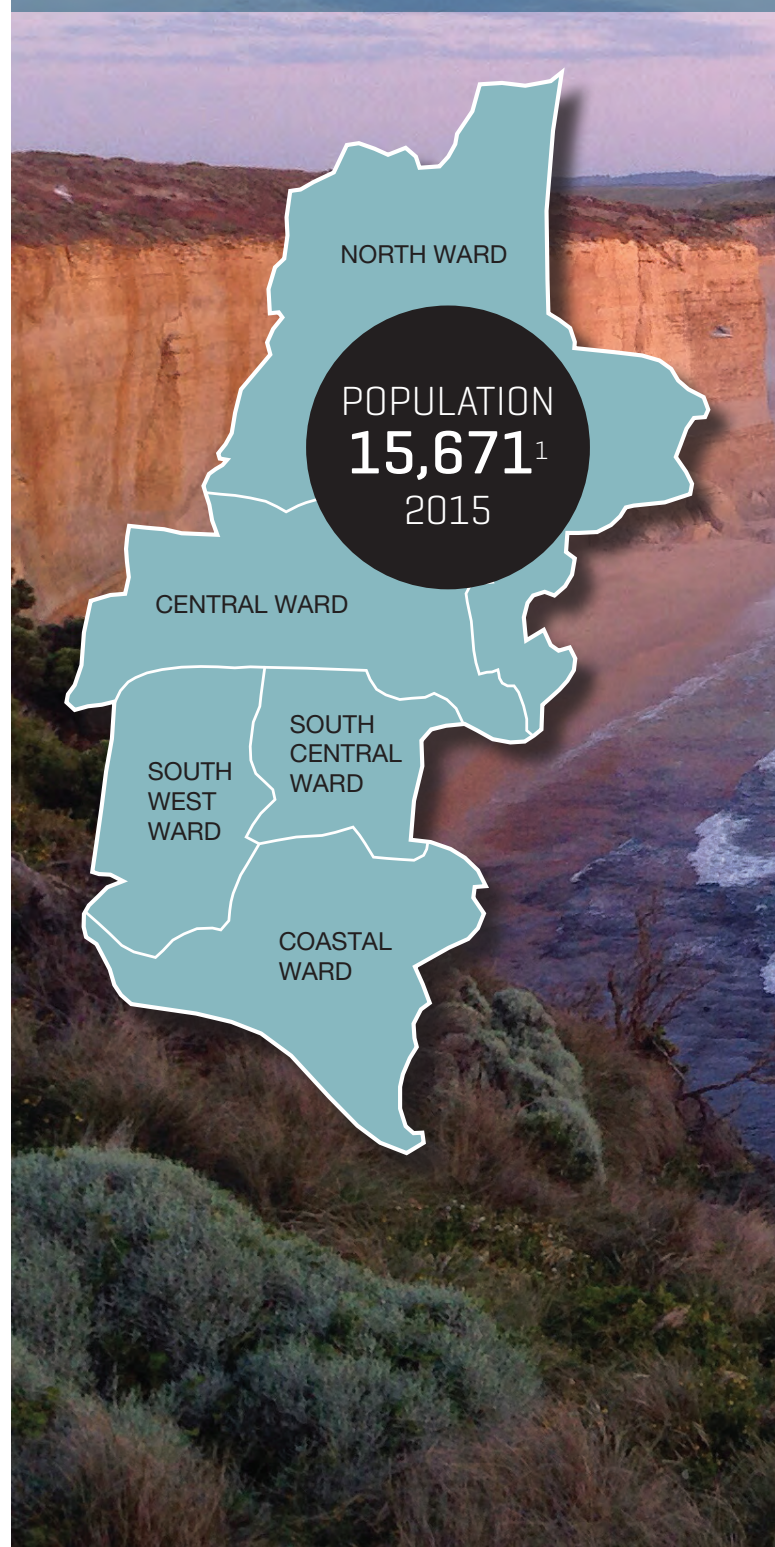 NORTH WARD
POPULATION
15,671¹
2015
CENTRAL WARD
SOUTH
CENTRAL
WARD
SOUTH
WEST
WARD
COASTAL
WARD